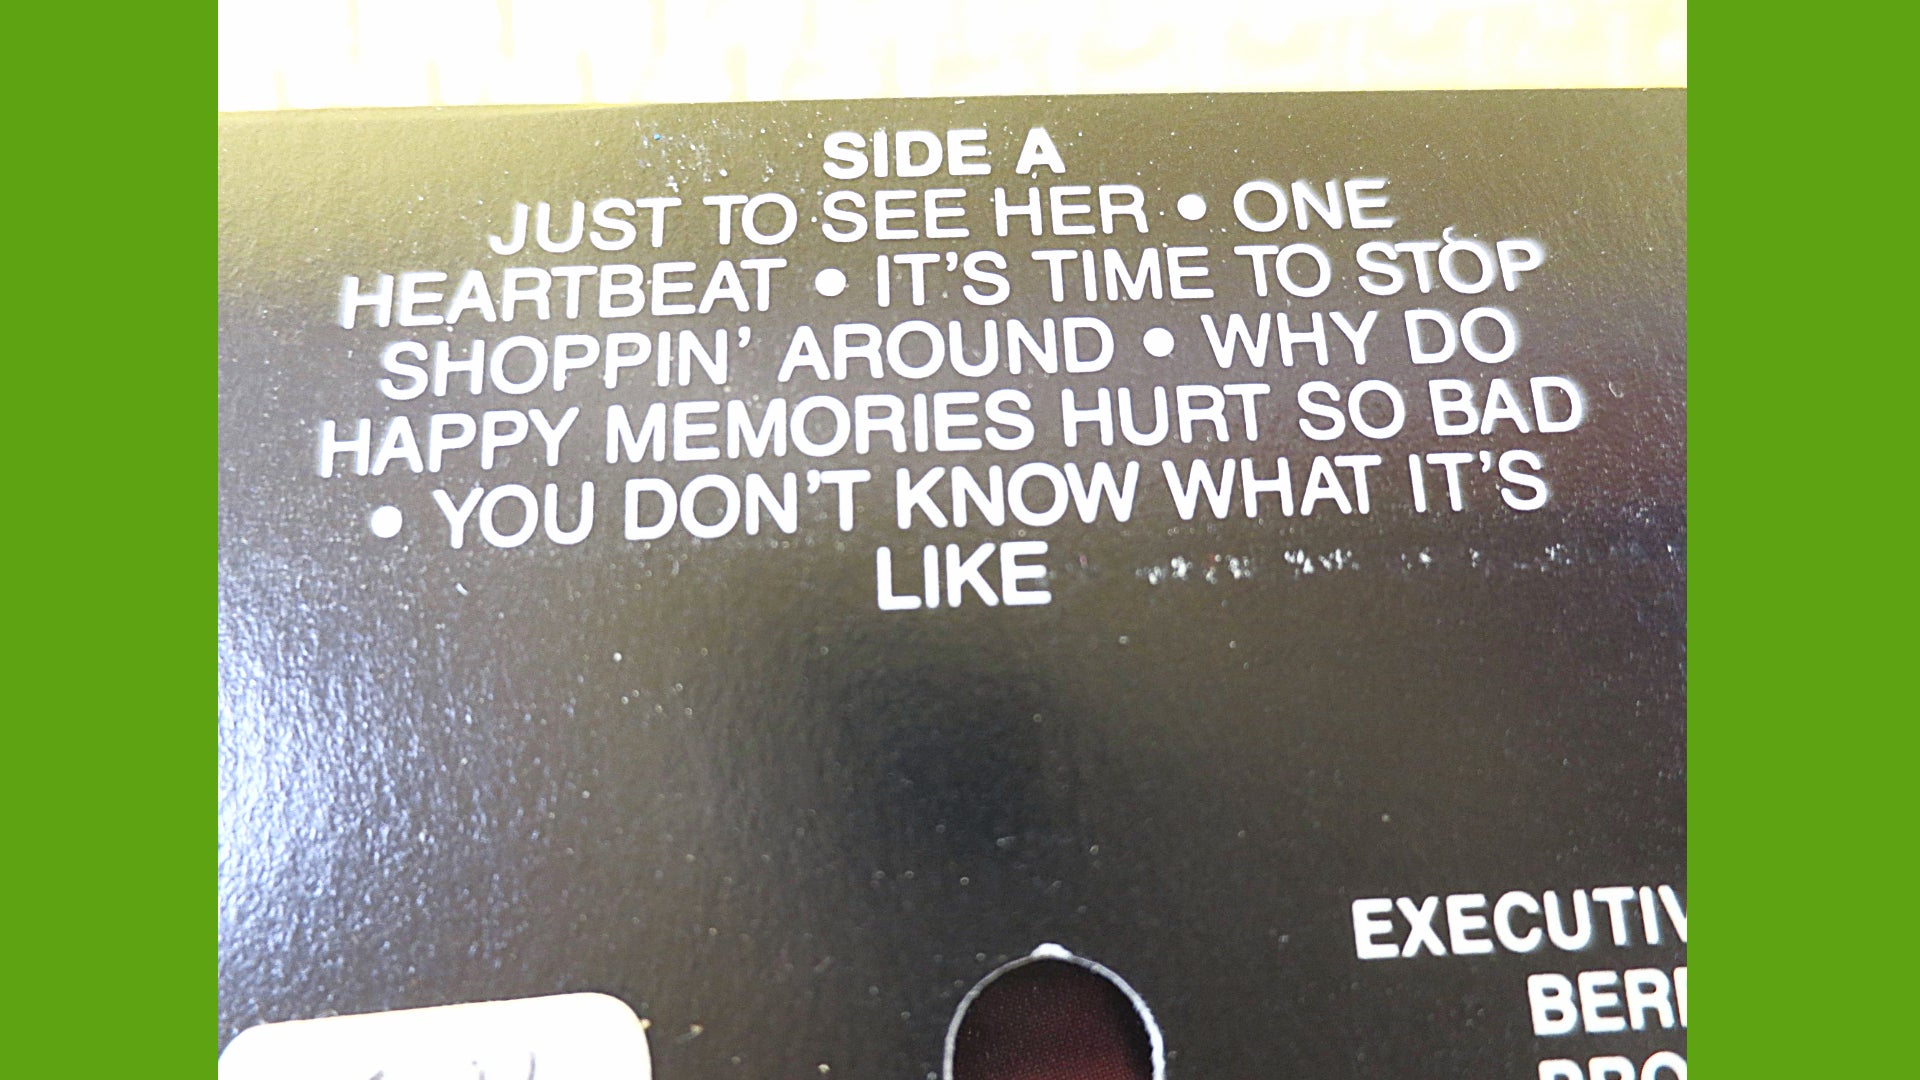 SIDE A
JUST TO SEE HER • ONE
HEARTBEAT • IT'S TIME TO STOP
SHOPPIN' AROUND • WHY DO
HAPPY MEMORIES HURT SO BAD
• YOU DON'T KNOW WHAT IT'S
LIKE